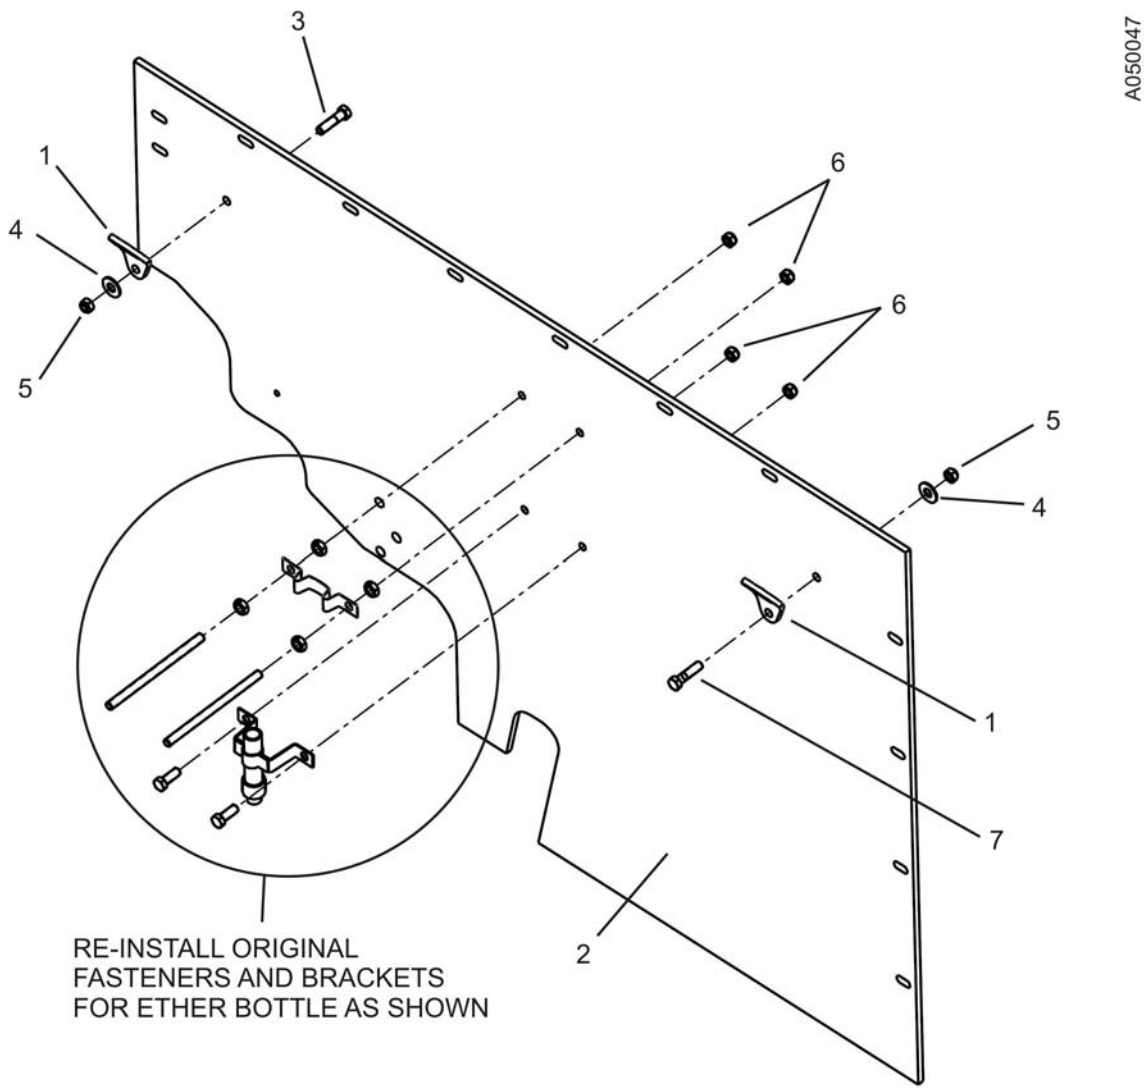 A050047
3
1
4
5
6
6
5
4
1
7
2
RE-INSTALL ORIGINAL
FASTENERS AND BRACKETS
FOR ETHER BOTTLE AS SHOWN